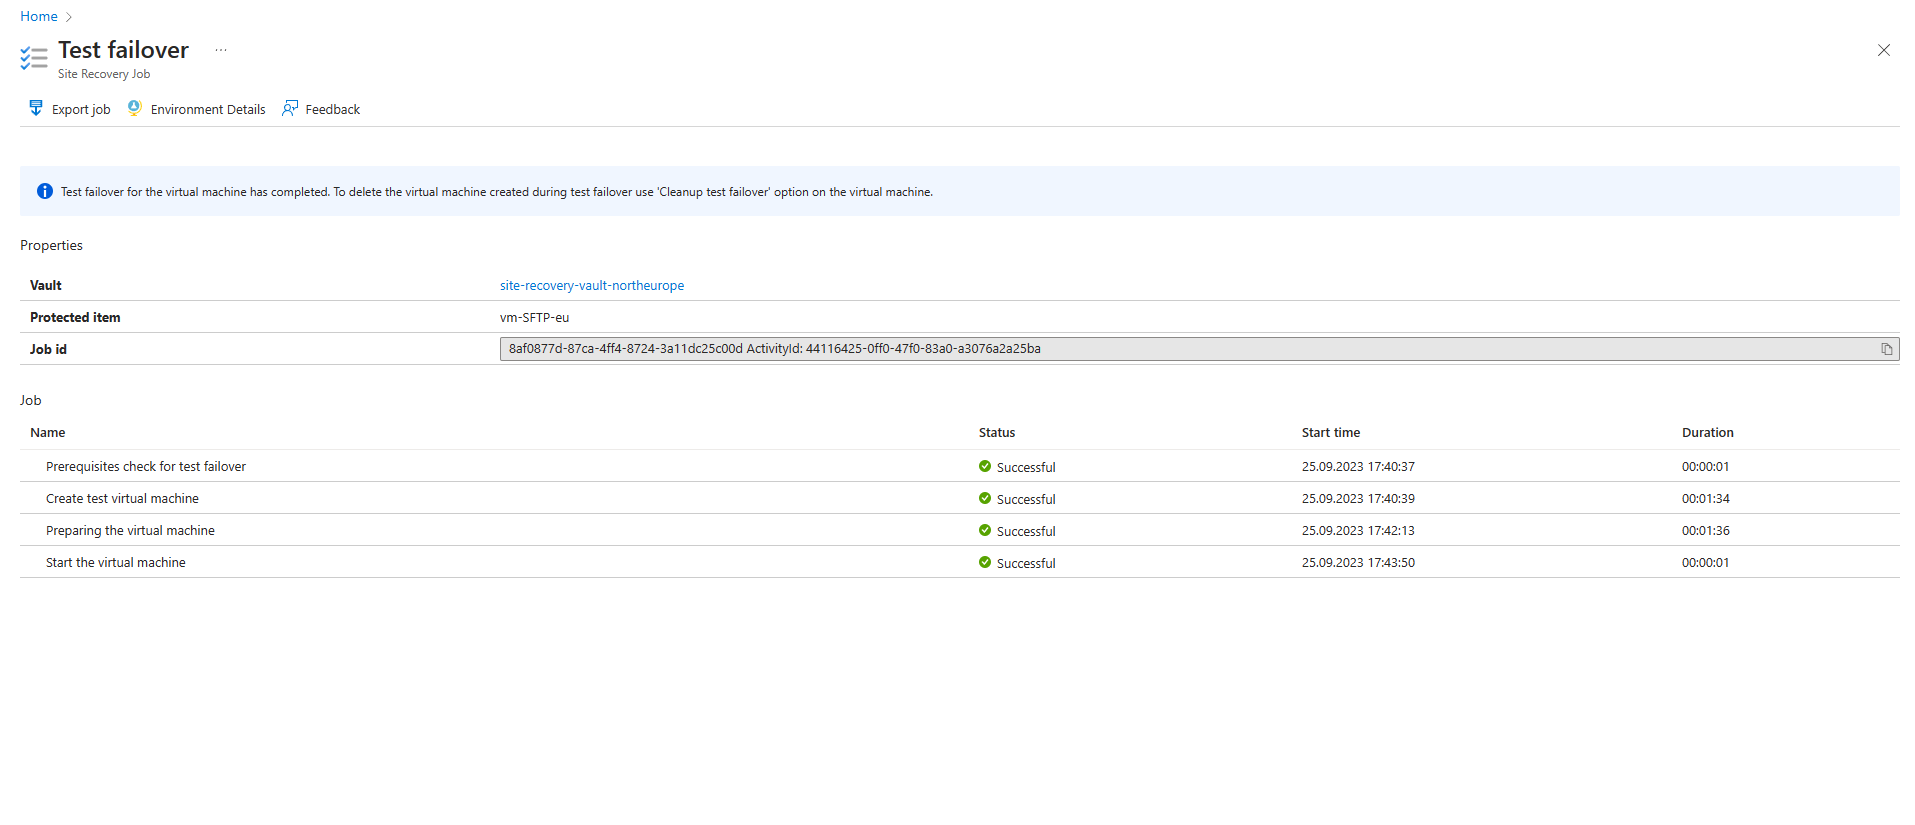 Home
Test failover ...
Site Recovery Job
Export job Environment Details Feedback
Test failover for the virtual machine has completed. To delete the virtual machine created during test failover use 'Cleanup test failover' option on the virtual machine.
Properties
Vault site-recovery-vault-northeurope
Protected item vm-SFTP-eu
Job id 8af0877d-87ca-4ff4-8724-3a11dc25c00d ActivityId: 44116425-0ff0-47f0-83a0-a3076a2a25ba
Job
Name Status Start time Duration
Prerequisites check for test failover Successful 25.09.2023 17:40:37 00:00:01
Create test virtual machine Successful 25.09.2023 17:40:39 00:01:34
Preparing the virtual machine Successful 25.09.2023 17:42:13 00:01:36
Start the virtual machine Successful 25.09.2023 17:43:50 00:00:01